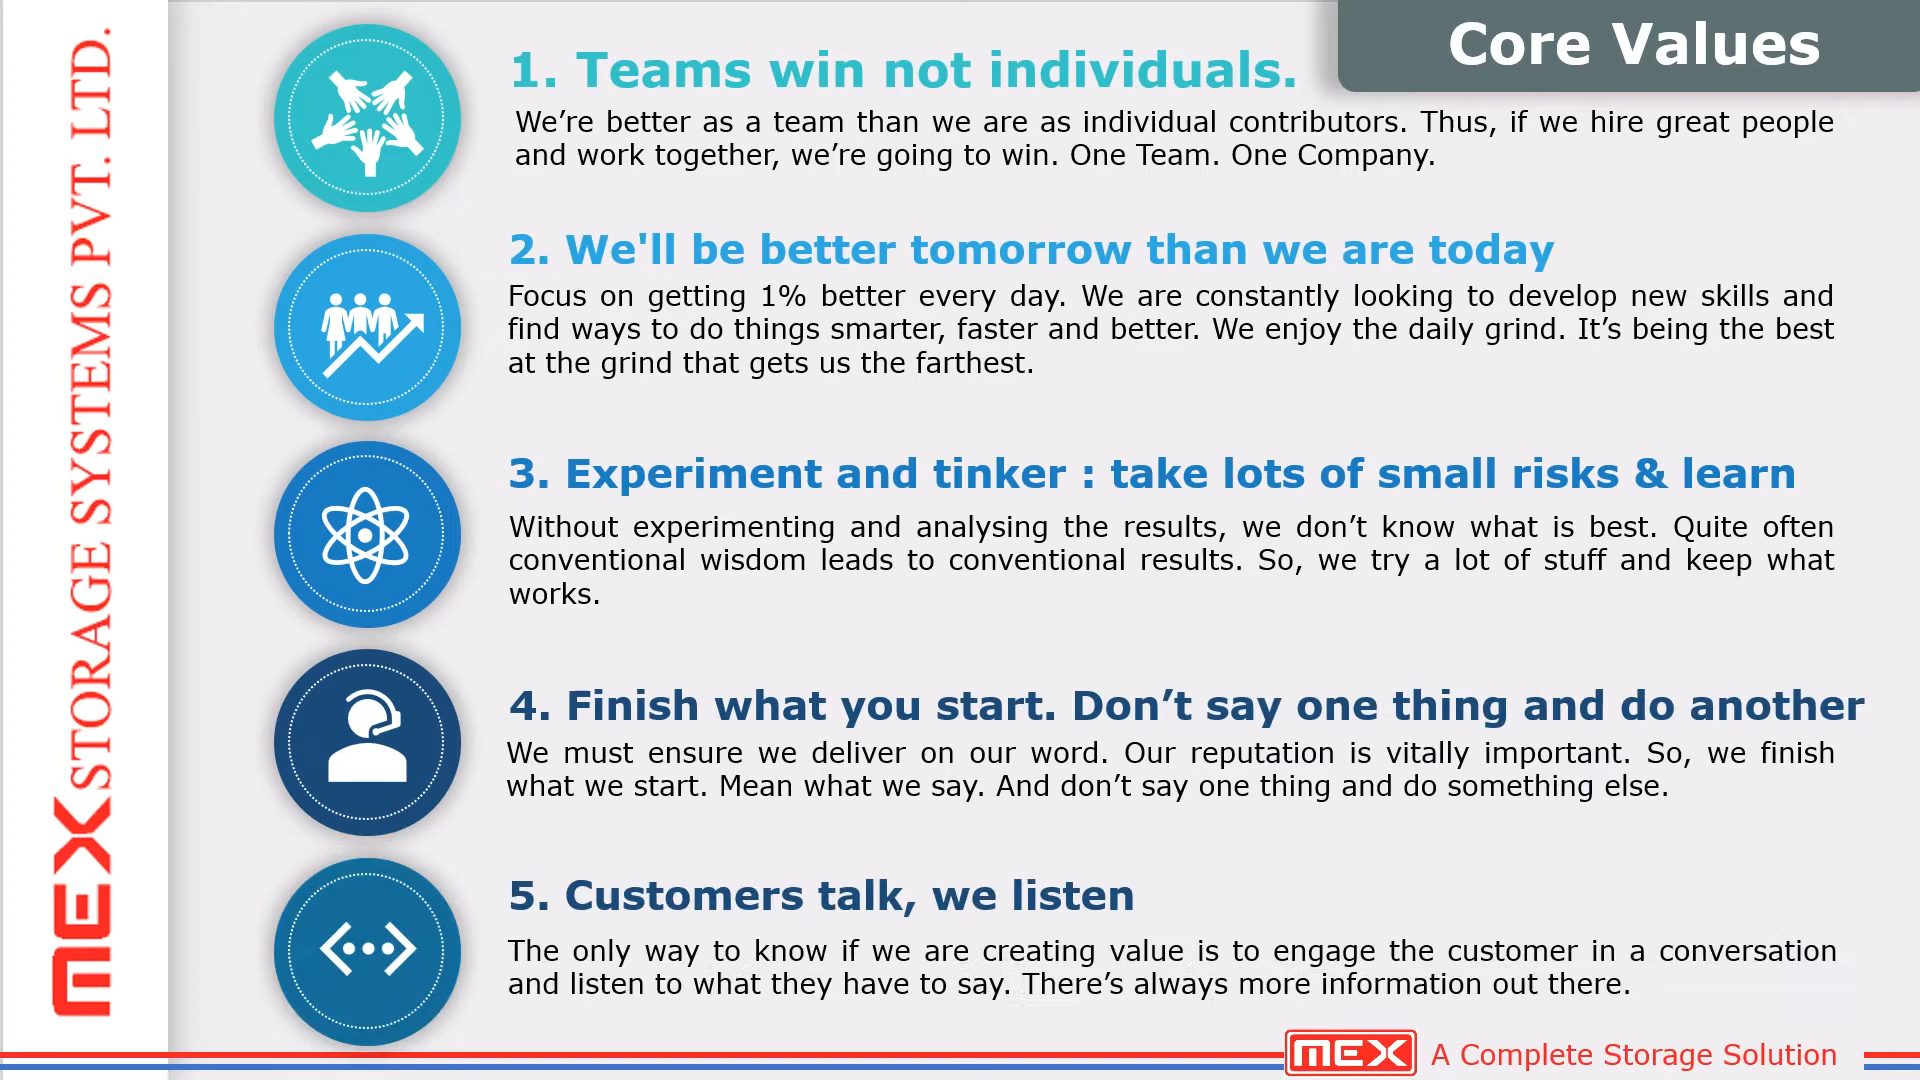 MEX STORAGE SYSTEMS PVT. LTD.
Core Values
1. Teams win not individuals.
We’re better as a team than we are as individual contributors. Thus, if we hire great people
and work together, we’re going to win. One Team. One Company.
2. We'll be better tomorrow than we are today
Focus on getting 1% better every day. We are constantly looking to develop new skills and
find ways to do things smarter, faster and better. We enjoy the daily grind. It’s being the best
at the grind that gets us the farthest.
3. Experiment and tinker : take lots of small risks & learn
Without experimenting and analysing the results, we don’t know what is best. Quite often
conventional wisdom leads to conventional results. So, we try a lot of stuff and keep what
works.
4. Finish what you start. Don’t say one thing and do another
We must ensure we deliver on our word. Our reputation is vitally important. So, we finish
what we start. Mean what we say. And don’t say one thing and do something else.
5. Customers talk, we listen
The only way to know if we are creating value is to engage the customer in a conversation
and listen to what they have to say. There’s always more information out there.
MEX A Complete Storage Solution